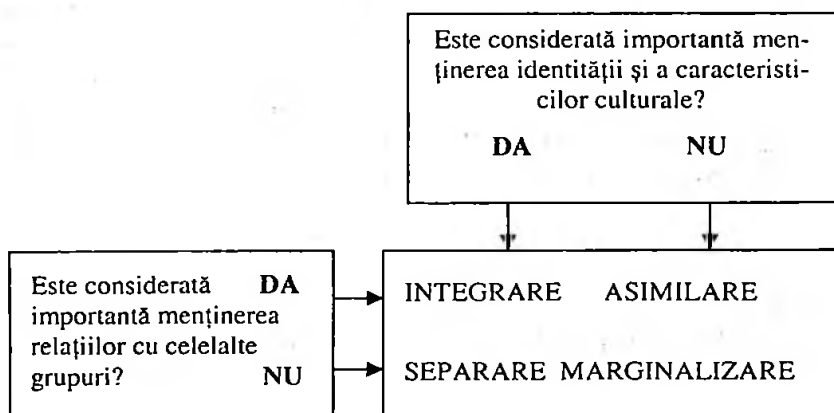 Este considerată importantă men-
ţinerea identităţii şi a caracteristi-
cilor culturale?
DA NU
Este considerată DA
importantă menţinerea
relaţiilor cu celelalte
grupuri? NU
INTEGRARE ASIMILARE
SEPARARE MARGINALIZARE